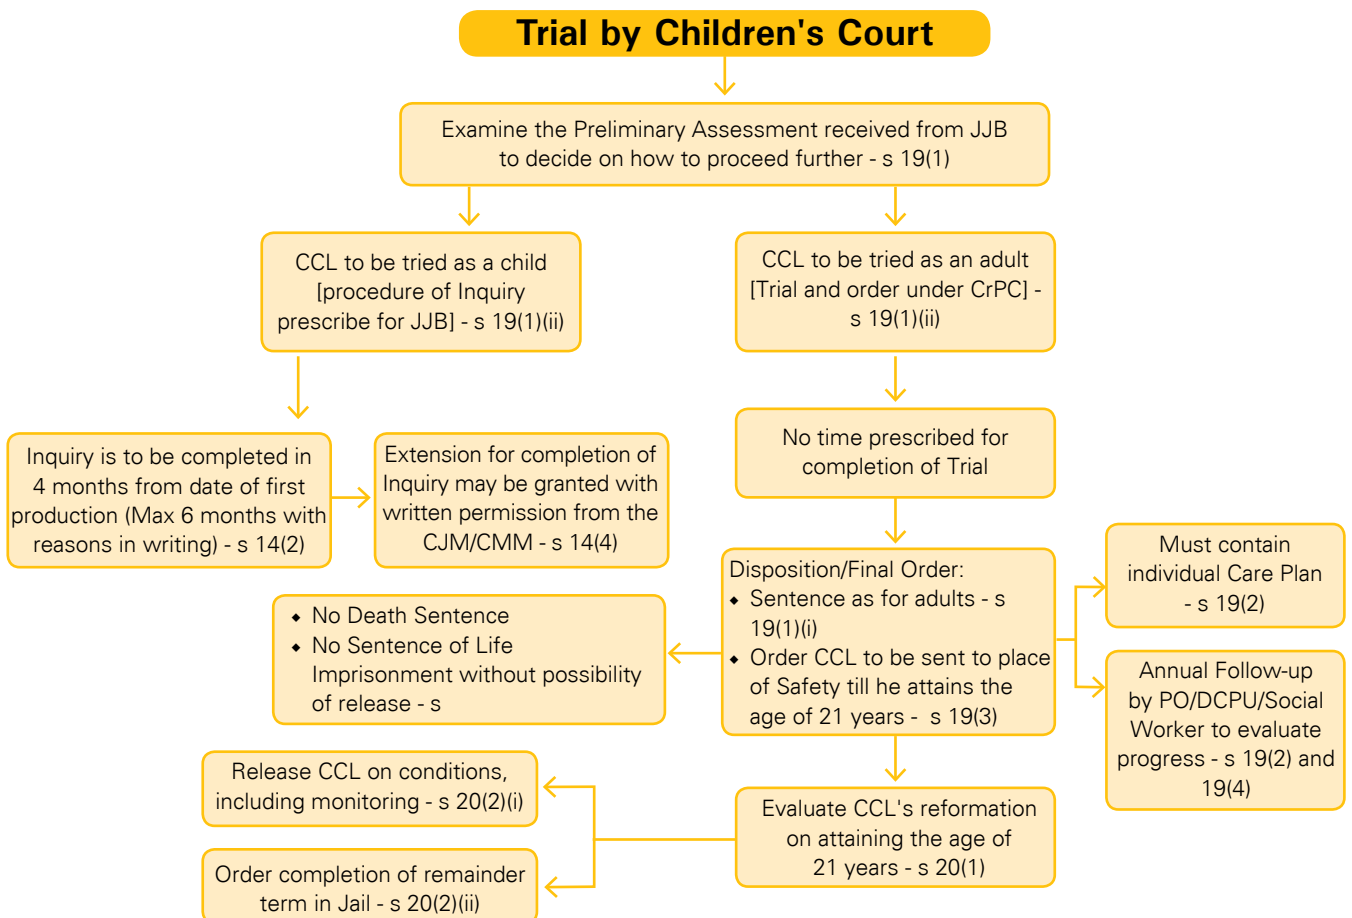 Trial by Children's Court
Examine the Preliminary Assessment received from JJB
to decide on how to proceed further - s 19(1)
CCL to be tried as a child
[procedure of Inquiry
prescribe for JJB] - s 19(1)(ii)
CCL to be tried as an adult
[Trial and order under CrPC] -
s 19(1)(ii)
Inquiry is to be completed in
4 months from date of first
production (Max 6 months with
reasons in writing) - s 14(2)
Extension for completion of
Inquiry may be granted with
written permission from the
CJM/CMM - s 14(4)
No time prescribed for
completion of Trial
Disposition/Final Order:
◆ Sentence as for adults - s
19(1)(i)
◆ Order CCL to be sent to place
of Safety till he attains the
age of 21 years -  s 19(3)
Must contain
individual Care Plan
- s 19(2)
Annual Follow-up
by PO/DCPU/Social
Worker to evaluate
progress - s 19(2) and
19(4)
◆ No Death Sentence
◆ No Sentence of Life
Imprisonment without possibility
of release - s
Evaluate CCL's reformation
on attaining the age of
21 years - s 20(1)
Release CCL on conditions,
including monitoring - s 20(2)(i)
Order completion of remainder
term in Jail - s 20(2)(ii)